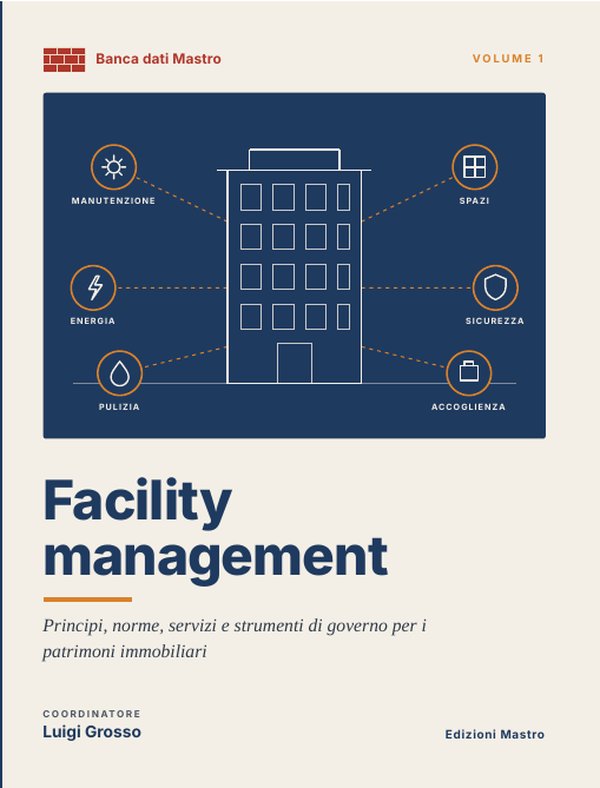 Banca dati Mastro
VOLUME 1
MANUTENZIONE
SPAZI
ENERGIA
SICUREZZA
PULIZIA
ACCOGLIENZA
Facility
management
Principi, norme, servizi e strumenti di governo per i
patrimoni immobiliari
COORDINATORE
Luigi Grosso
Edizioni Mastro